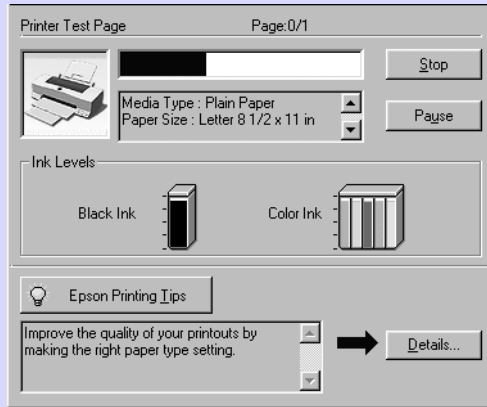 Printer Test Page Page:0/1
Stop
Media Type : Plain Paper
Paper Size : Letter 8 1/2 x 11 in
Pause
Ink Levels
Black Ink Color Ink
Epson Printing Tips
Improve the quality of your printouts by
making the right paper type setting.
Details...